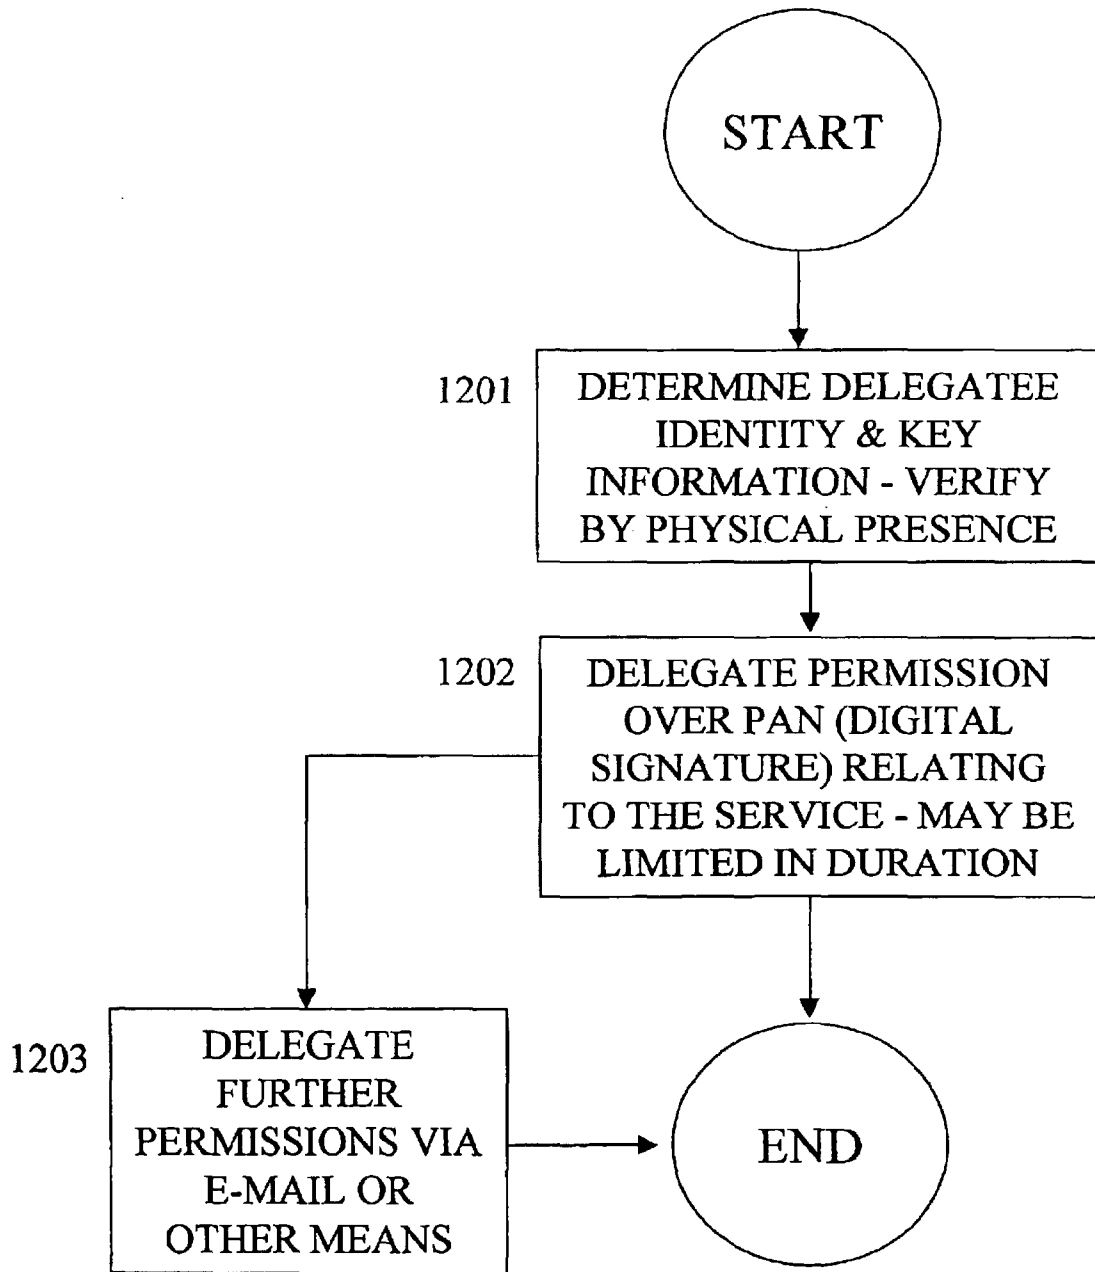 START
1201
DETERMINE DELEGATEE
IDENTITY & KEY
INFORMATION - VERIFY
BY PHYSICAL PRESENCE
1202
DELEGATE PERMISSION
OVER PAN (DIGITAL
SIGNATURE) RELATING
TO THE SERVICE - MAY BE
LIMITED IN DURATION
1203
DELEGATE
FURTHER
PERMISSIONS VIA
E-MAIL OR
OTHER MEANS
END